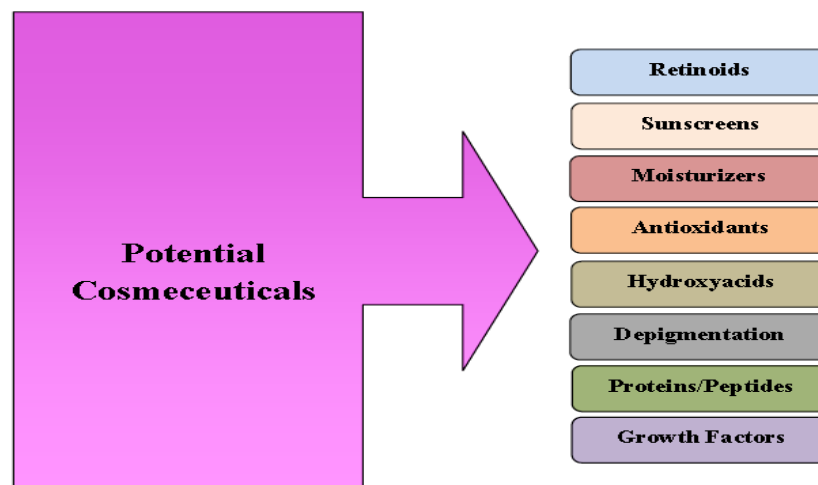 Potential
Cosmeceuticals
Retinoids
Sunscreens
Moisturizers
Antioxidants
Hydroxyacids
Depigmentation
Proteins/Peptides
Growth Factors